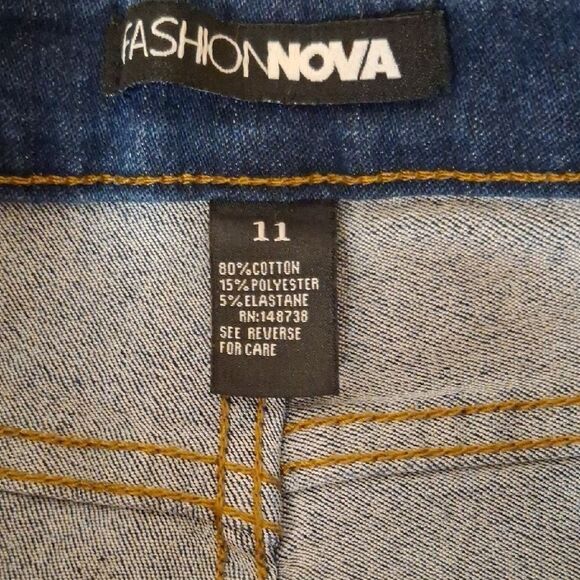 FASHIONNOVA
11
80%COTTON
15%POLYESTER
5%ELASTANE
RN:148738
SEE REVERSE
FOR CARE